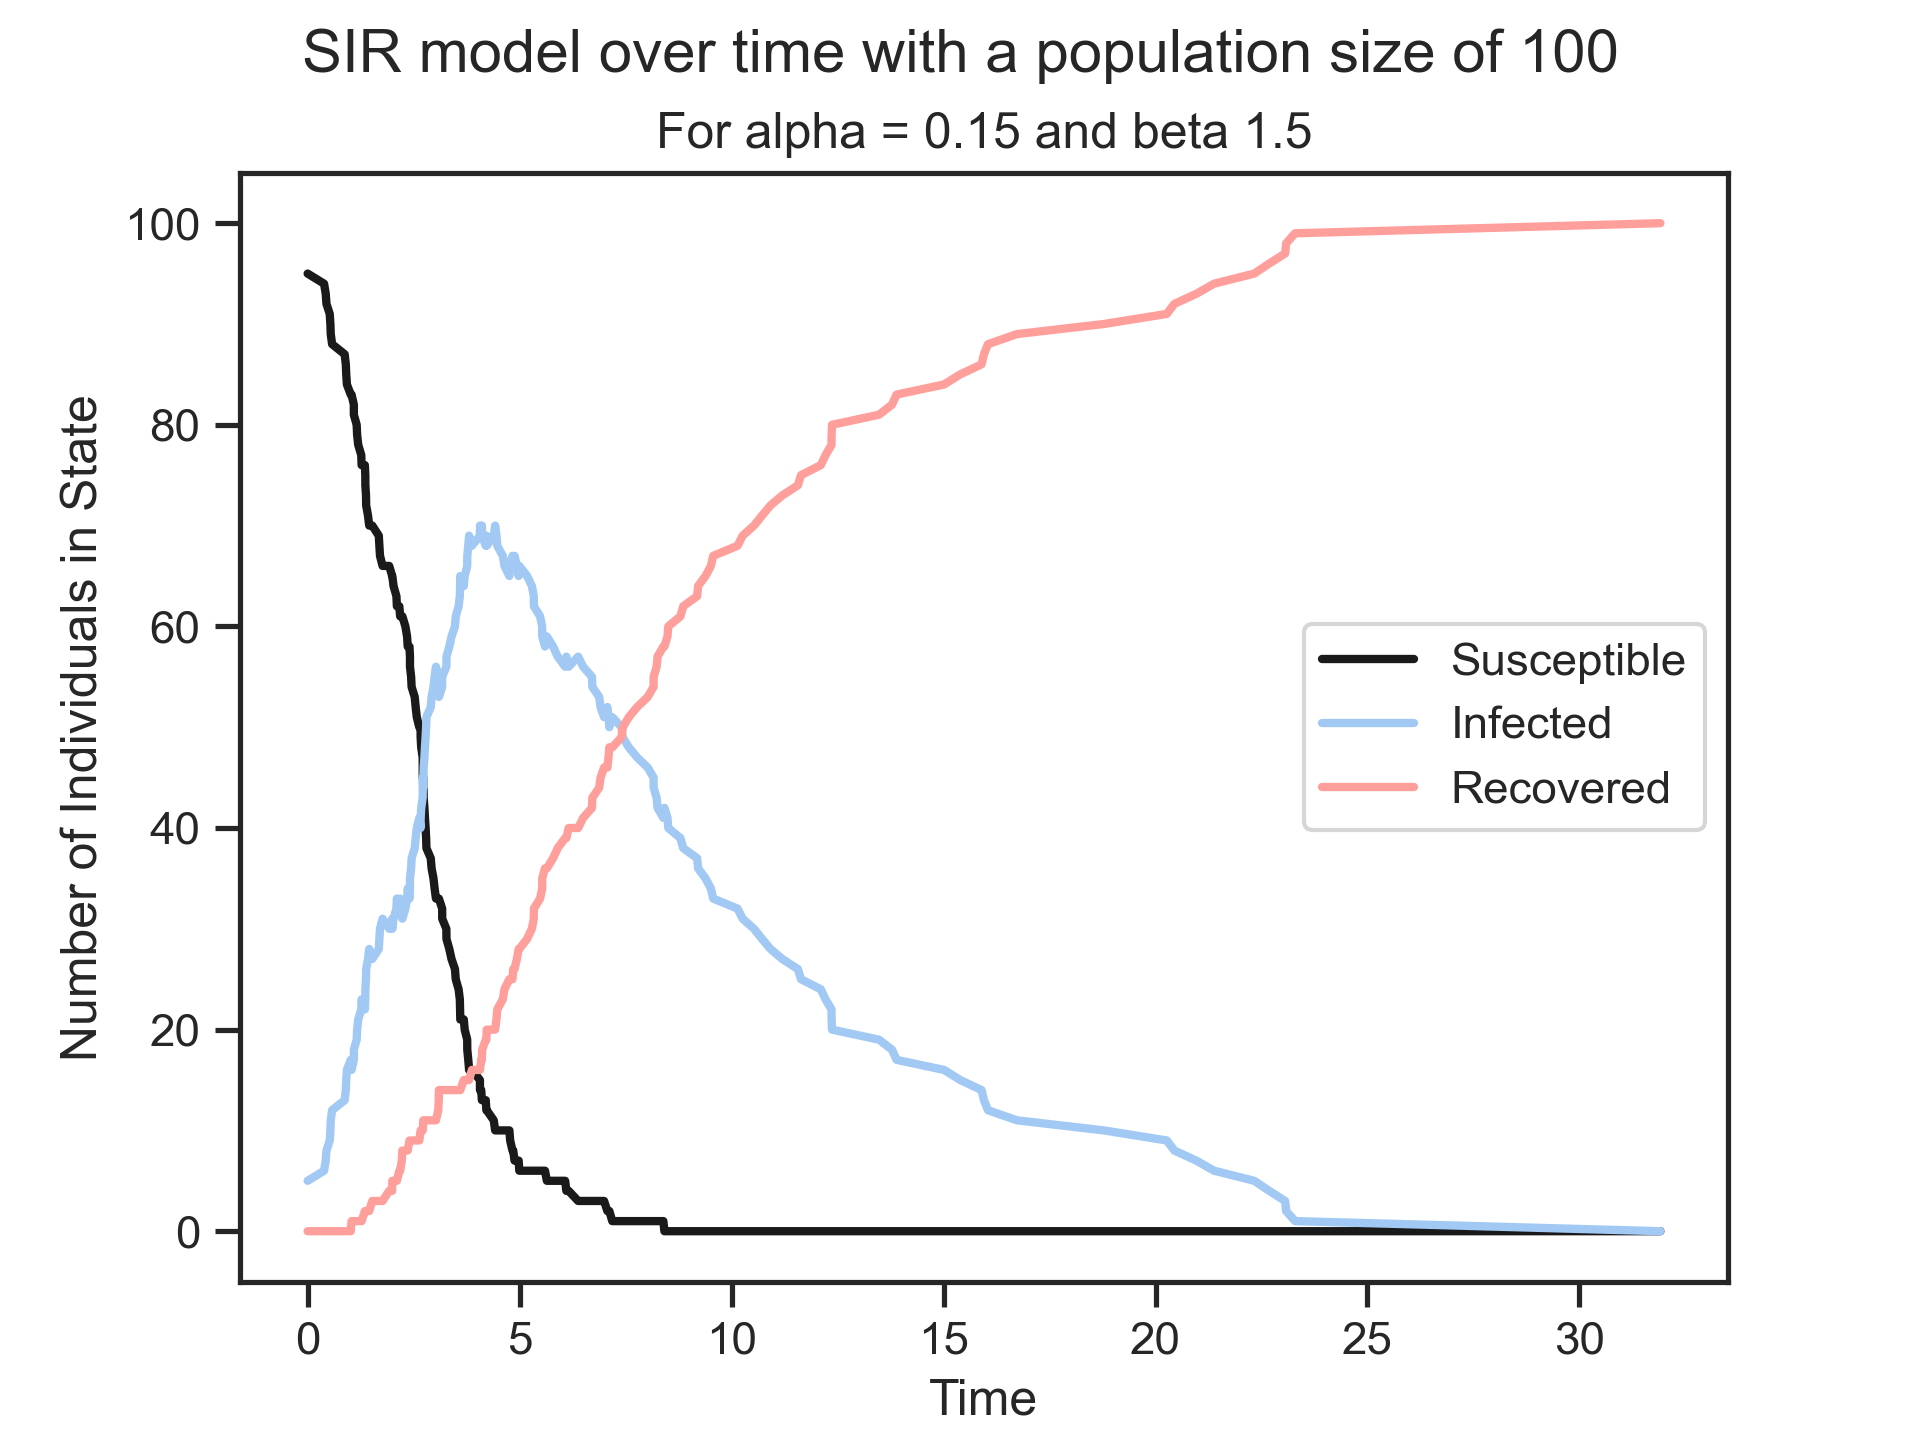 SIR model over time with a population size of 100
For alpha = 0.15 and beta 1.5
Number of Individuals in State
100
80
60
40
20
0
Susceptible
Infected
Recovered
0 5 10 15 20 25 30
Time